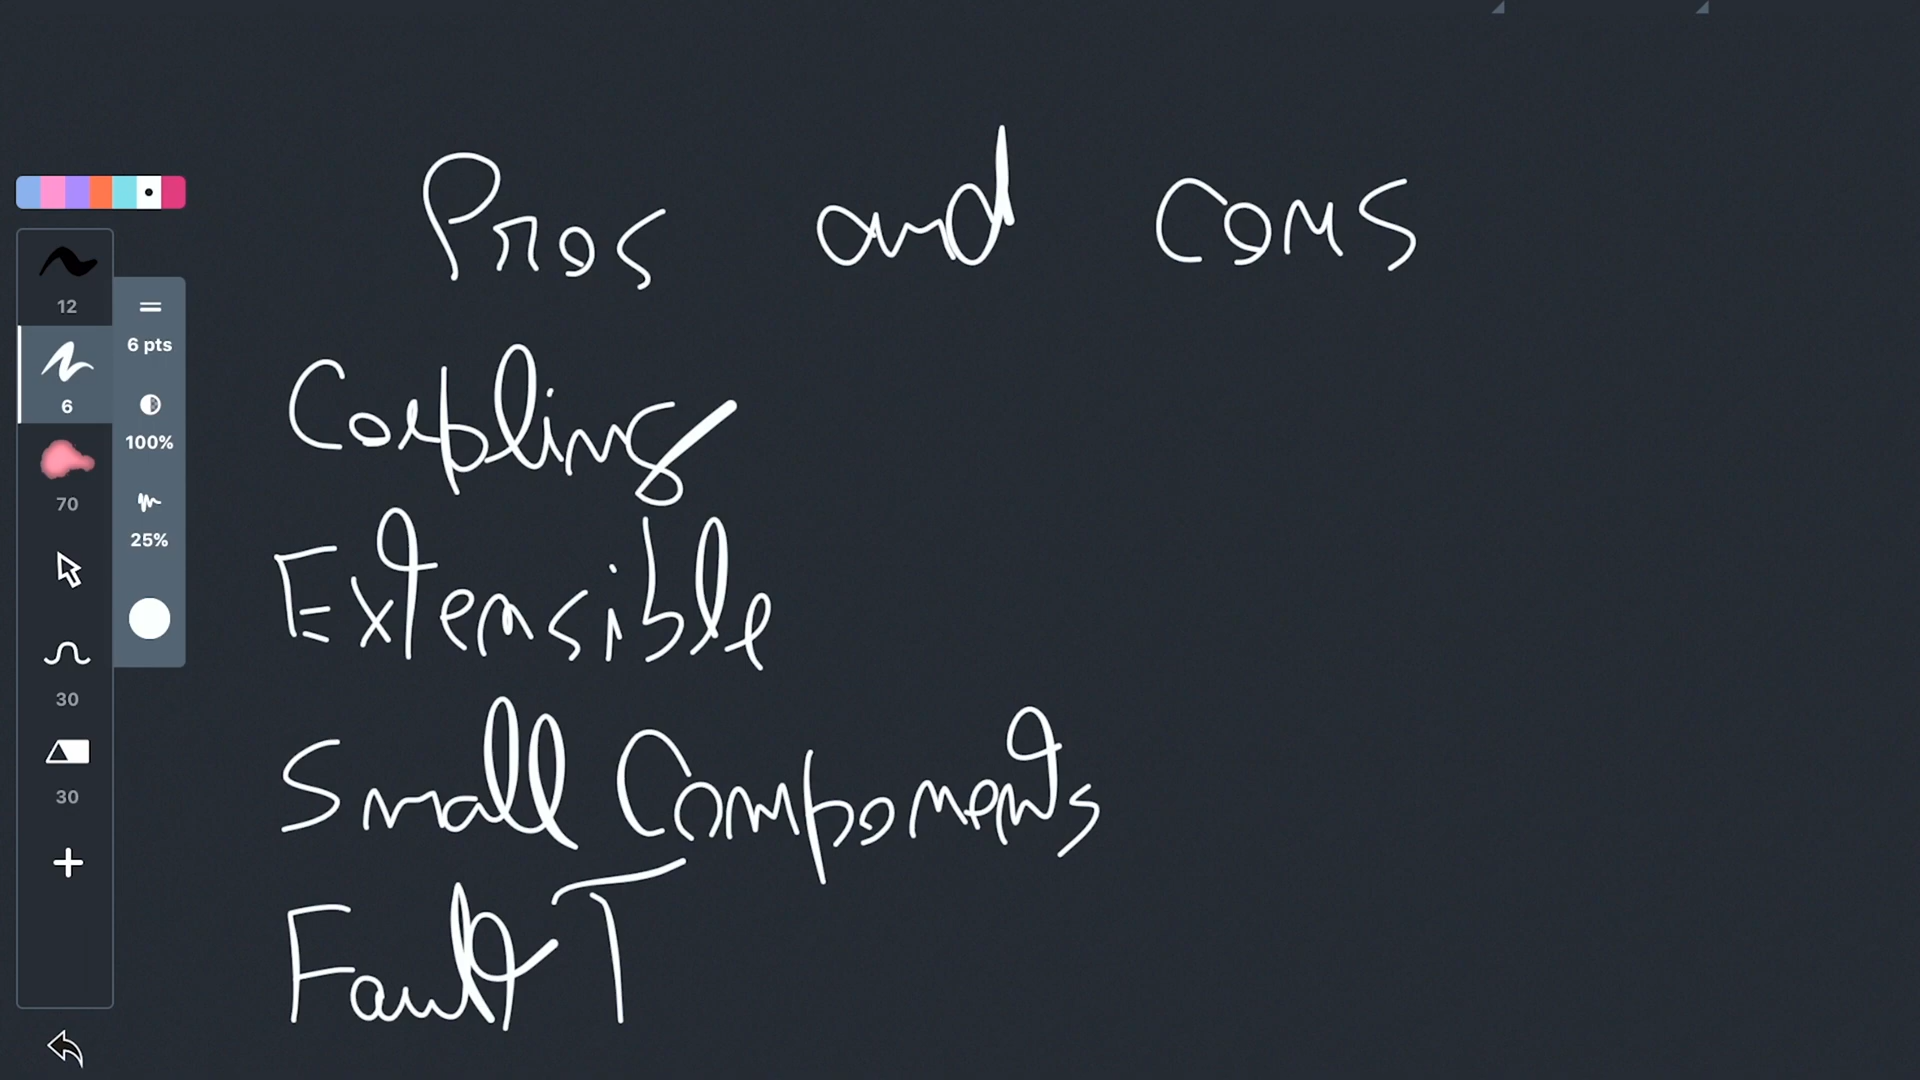 Pros and cons
12
6 pts
Coupling
6
100%
70
25%
Extensible
30
Small Components
30
Fault T